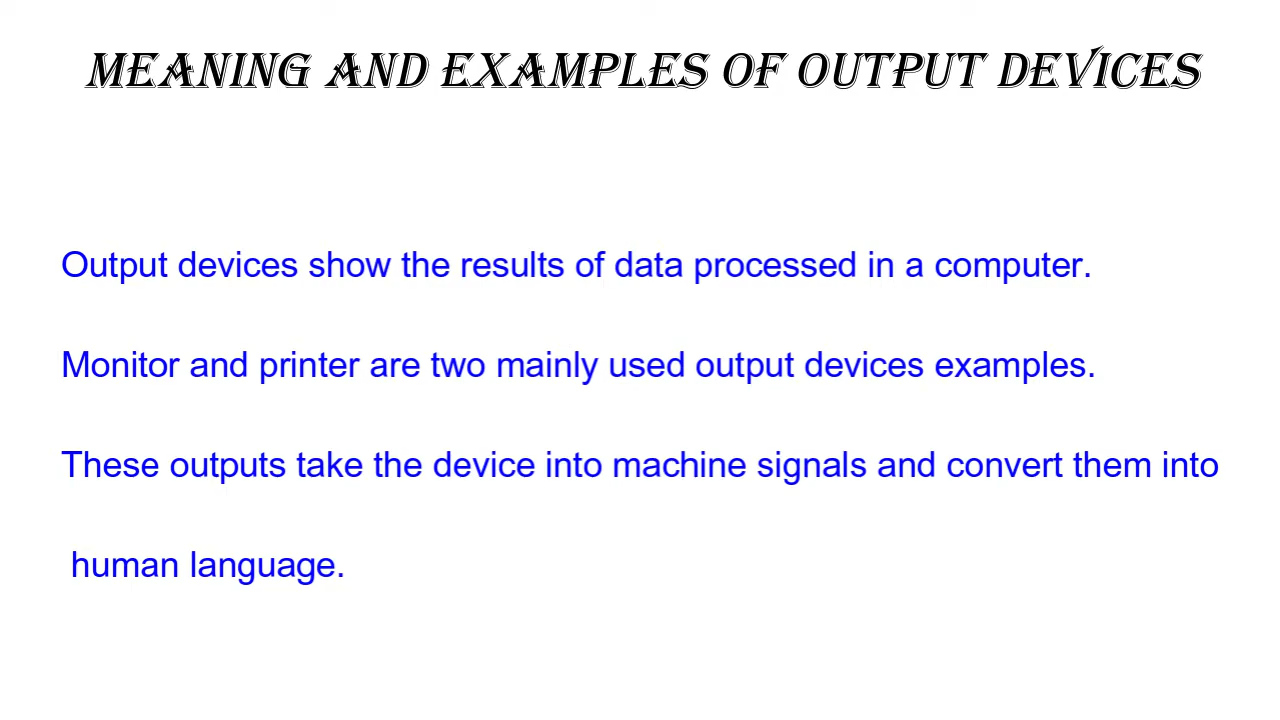 MEANING AND EXAMPLES OF OUTPUT DEVICES
Output devices show the results of data processed in a computer.
Monitor and printer are two mainly used output devices examples.
These outputs take the device into machine signals and convert them into
human language.